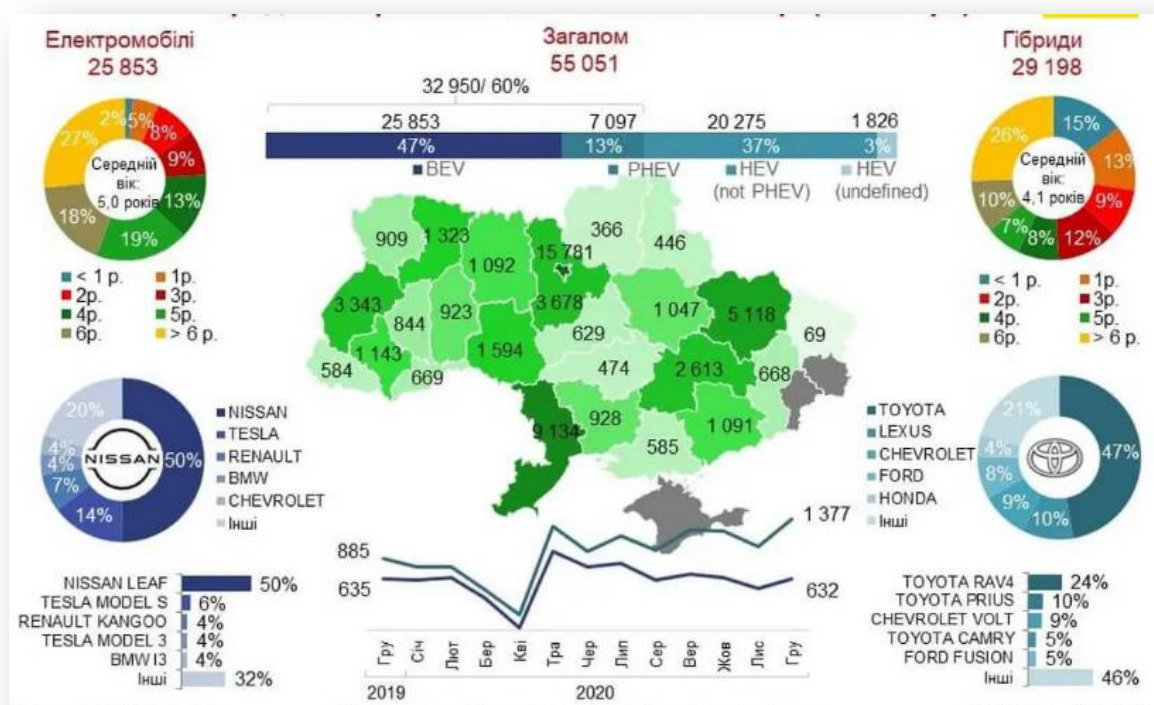 Електромобілі
25 853
Загалом
55 051
Гібриди
29 198
32 950/ 60%
25 853 7 097 20 275 1 826
47% 13% 37% 3%
BEV PHEV HEV HEV
(not PHEV) (undefined)
2% 5% 8% 9% 13% 19% 18% 27%
Середній
вік:
5,0 років
< 1 р. 1р.
2р. 3р.
4р. 5р.
6р. > 6 р.
15% 13% 9% 12% 8% 7% 10% 26%
Середній
вік:
4,1 років
< 1 р. 1р.
2р. 3р.
4р. 5р.
6р. > 6 р.
909 1 323 1 092 15 781 366 446
3 343 844 923 3 678 1 047 5 118 69
629
584 1 143 669 1 594 474 2 613 668
9 134 928 585 1 091
20%
4%
4%
7%
14%
50%
NISSAN
NISSAN
TESLA
RENAULT
BMW
CHEVROLET
Інші
21%
4%
8%
9%
10%
47%
TOYOTA
LEXUS
CHEVROLET
FORD
HONDA
Інші
NISSAN LEAF 50%
TESLA MODEL S 6%
RENAULT KANGOO 4%
TESLA MODEL 3 4%
BMW I3 4%
Інші 32%
885
635
1 377
632
Гру Січ Лют Бер Кві Тра Чер Лип Сер Вер Жов Лис Гру
2019 2020
TOYOTA RAV4 24%
TOYOTA PRIUS 10%
CHEVROLET VOLT 9%
TOYOTA CAMRY 5%
FORD FUSION 5%
Інші 46%